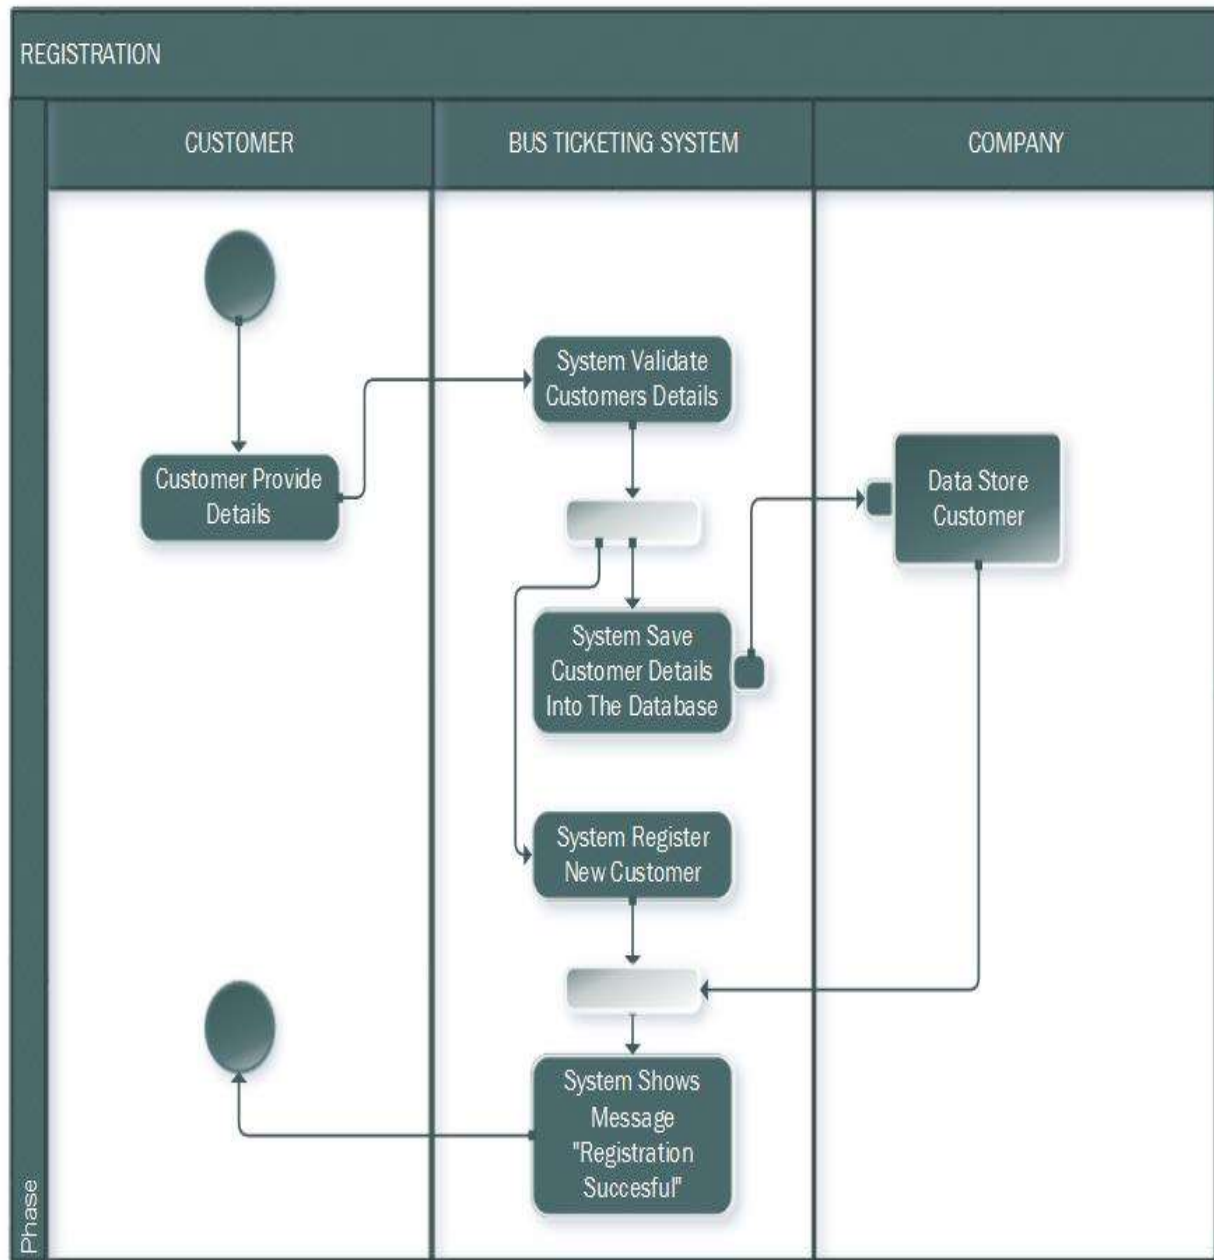 REGISTRATION
CUSTOMER
BUS TICKETING SYSTEM
COMPANY
System Validate
Customers Details
Customer Provide
Details
Data Store
Customer
System Save
Customer Details
Into The Database
System Register
New Customer
System Shows
Message
"Registration
Succesful"
Phase